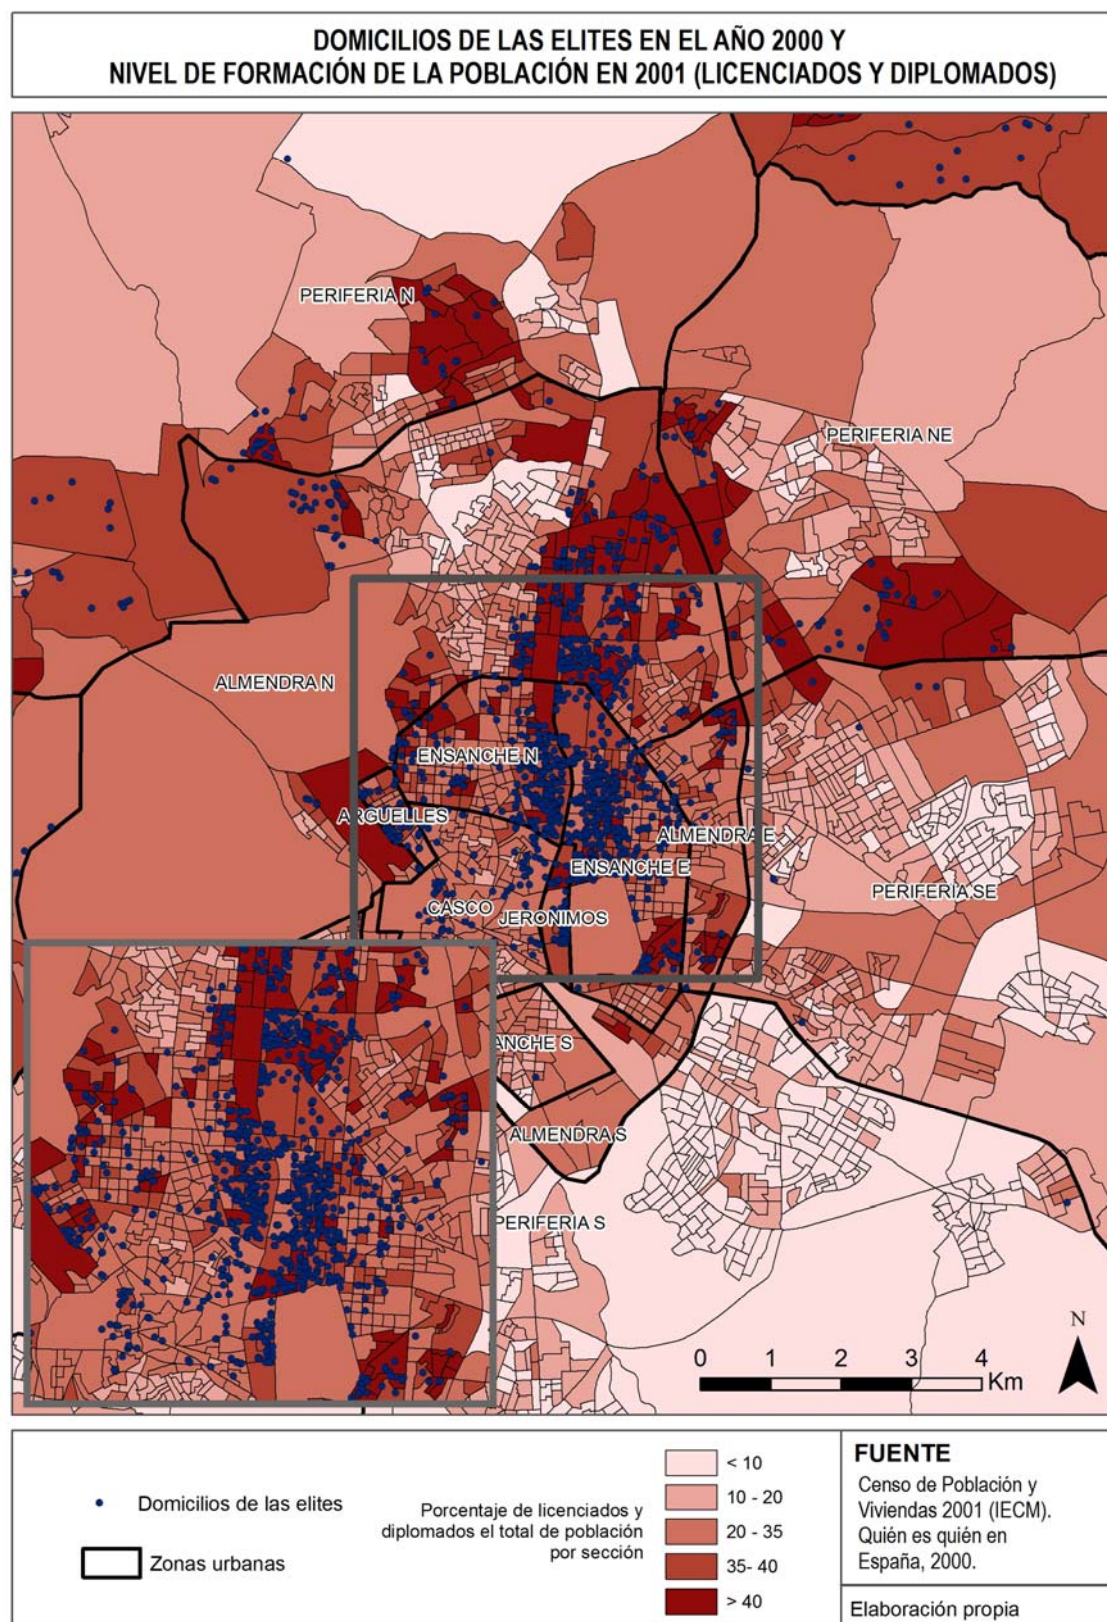 DOMICILIOS DE LAS ELITES EN EL AÑO 2000 Y
NIVEL DE FORMACIÓN DE LA POBLACIÓN EN 2001 (LICENCIADOS Y DIPLOMADOS)
PERIFERIA N
PERIFERIA NE
ALMENDRA N
ENSANCHE N
ARGUELLES
ALMENDRA E
ENSANCHE E
PERIFERIA SE
CASCO
JERONIMOS
ANCHE S
ALMENDRA S
PERIFERIA S
N
0 1 2 3 4
Km
Domicilios de las elites
Zonas urbanas
Porcentaje de licenciados y
diplomados el total de población
por sección
< 10
10 - 20
20 - 35
35- 40
> 40
FUENTE
Censo de Población y
Viviendas 2001 (IECM).
Quién es quién en
España, 2000.
Elaboración propia